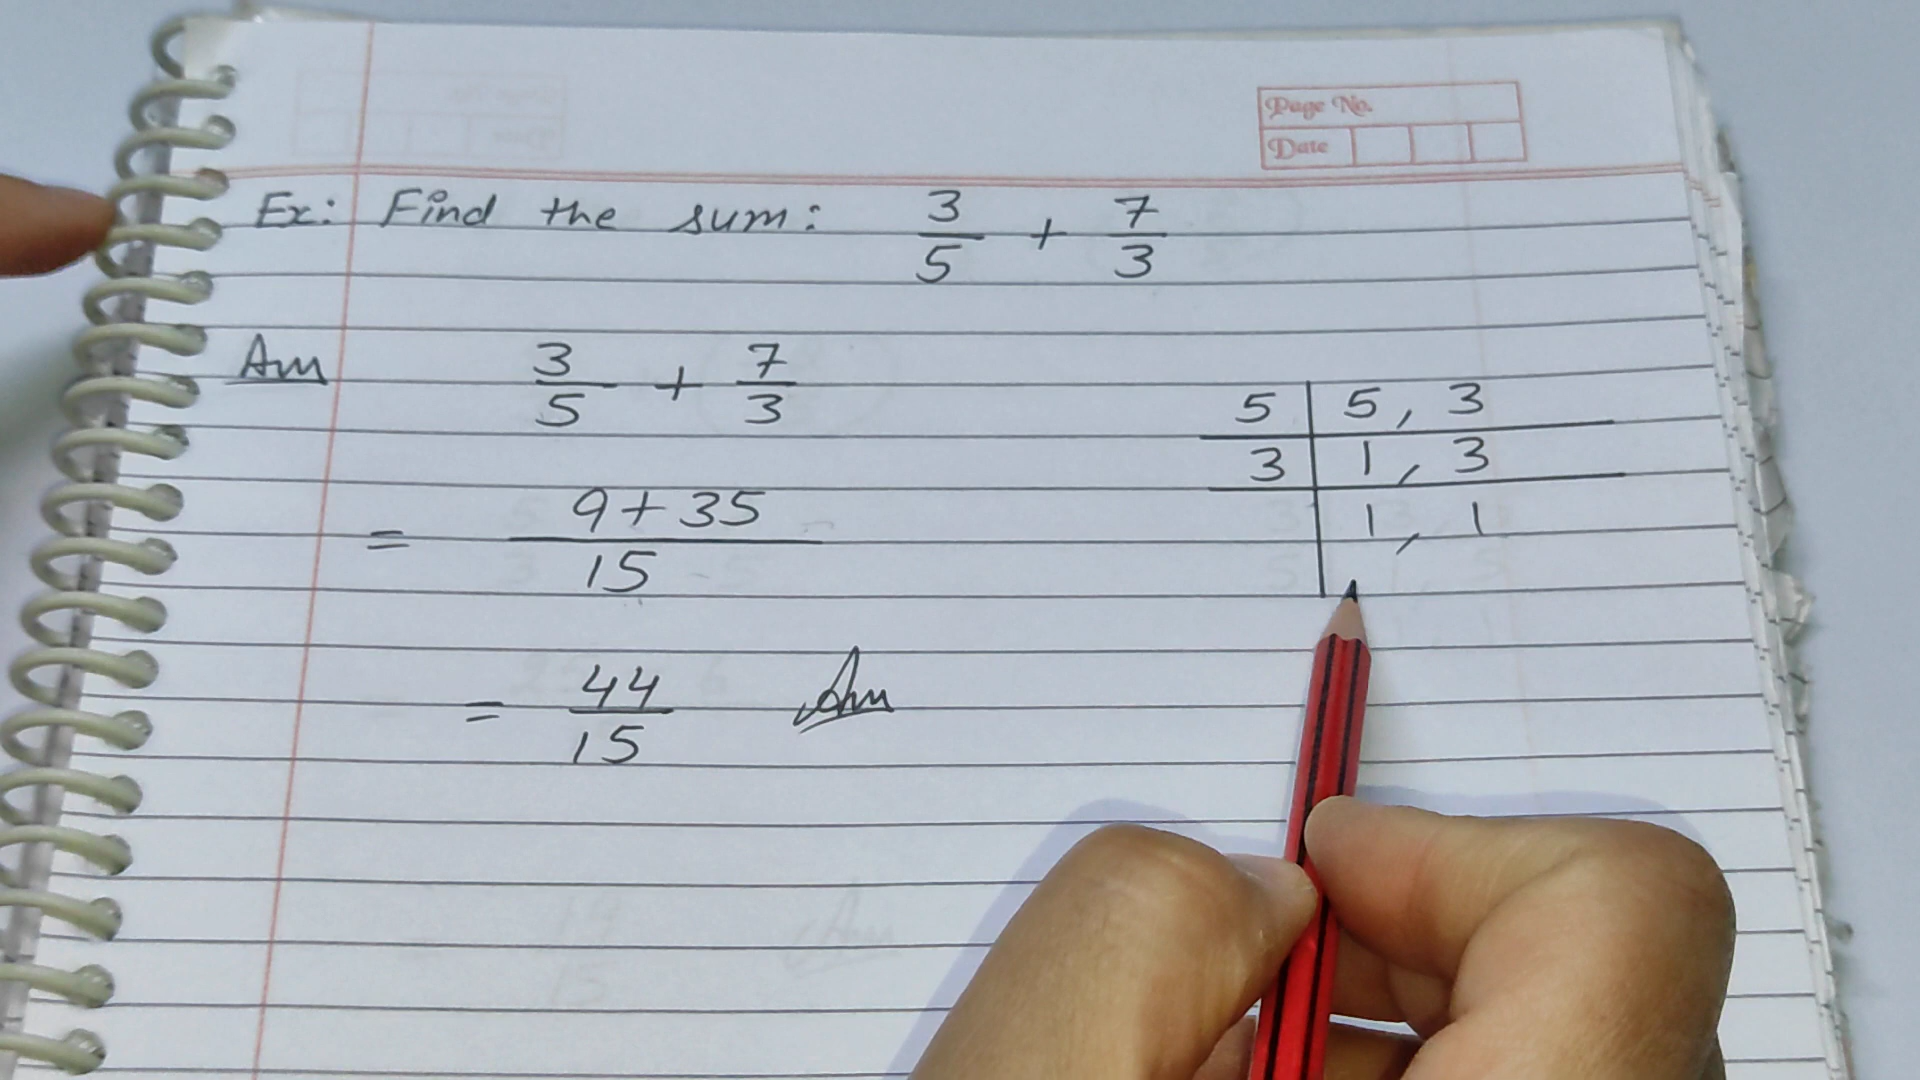 Page No.
Date
Ex: Find the sum: 3/5 + 7/3
Ans 3/5 + 7/3
= 9+35/15
= 44/15 Ans
5 | 5, 3
3 | 1, 3
| 1, 1